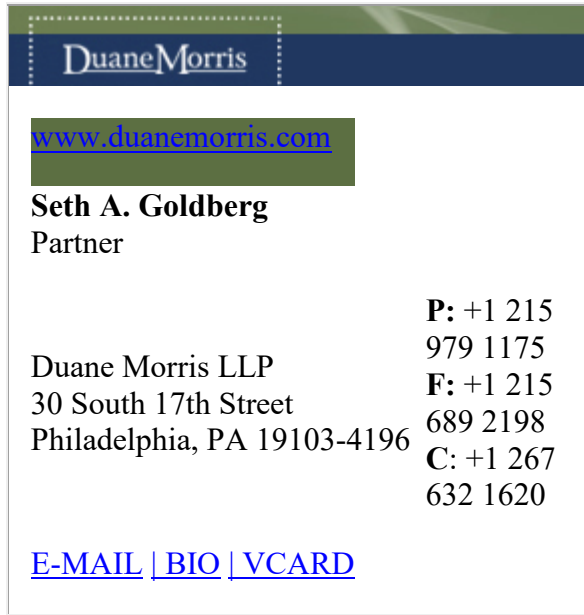 DuaneMorris
www.duanemorris.com
Seth A. Goldberg
Partner
Duane Morris LLP
30 South 17th Street
Philadelphia, PA 19103-4196
P: +1 215
979 1175
F: +1 215
689 2198
C: +1 267
632 1620
E-MAIL | BIO | VCARD